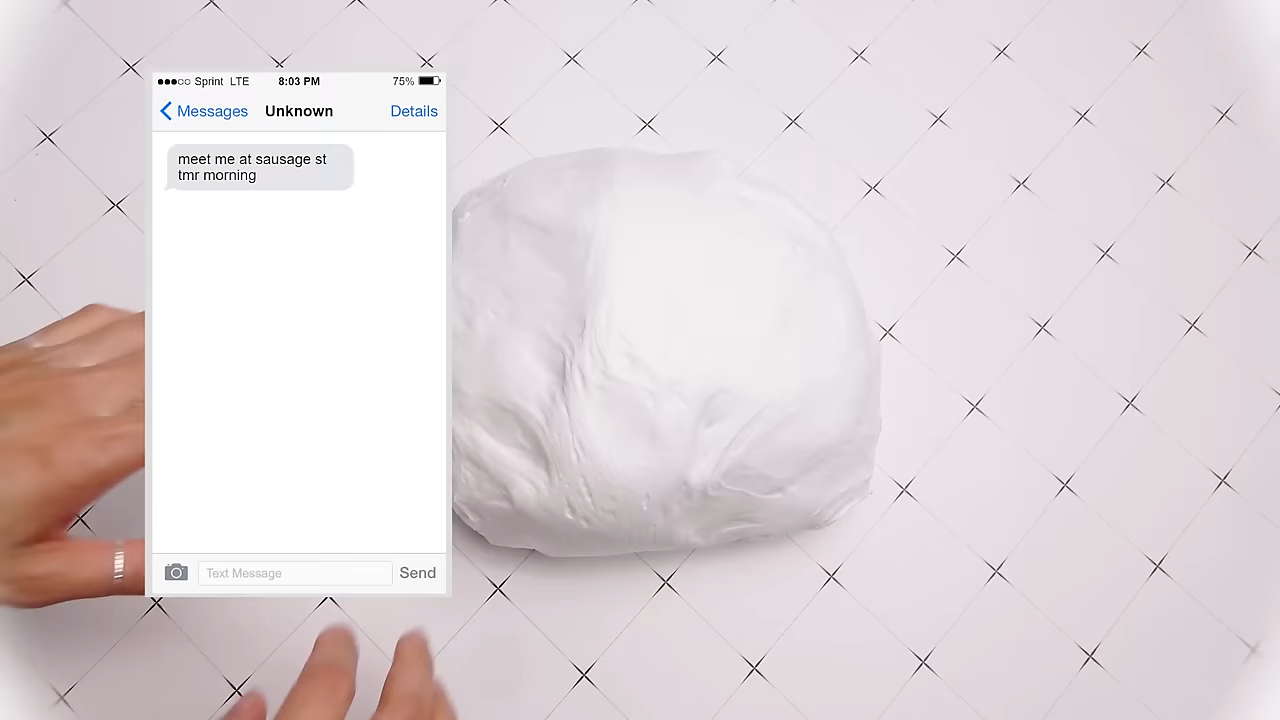 Sprint LTE 8:03 PM 75%
Messages Unknown Details
meet me at sausage st
tmr morning
Text Message Send